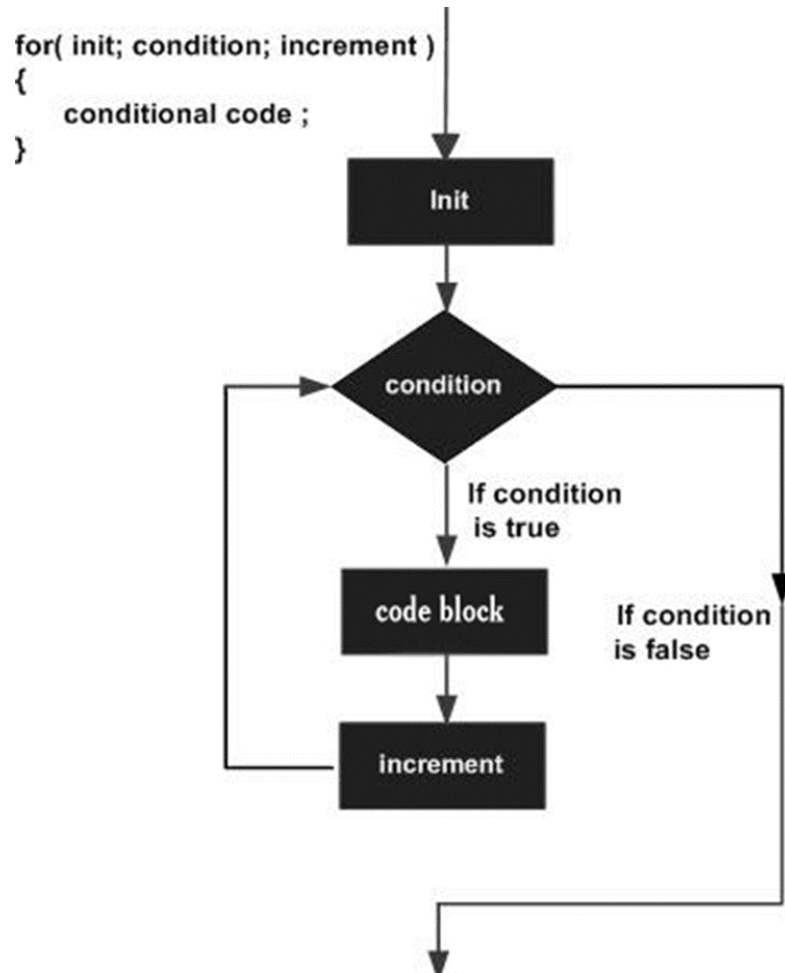 for( init; condition; increment )
{
conditional code ;
}
Init
condition
If condition
is true
code block
If condition
is false
increment